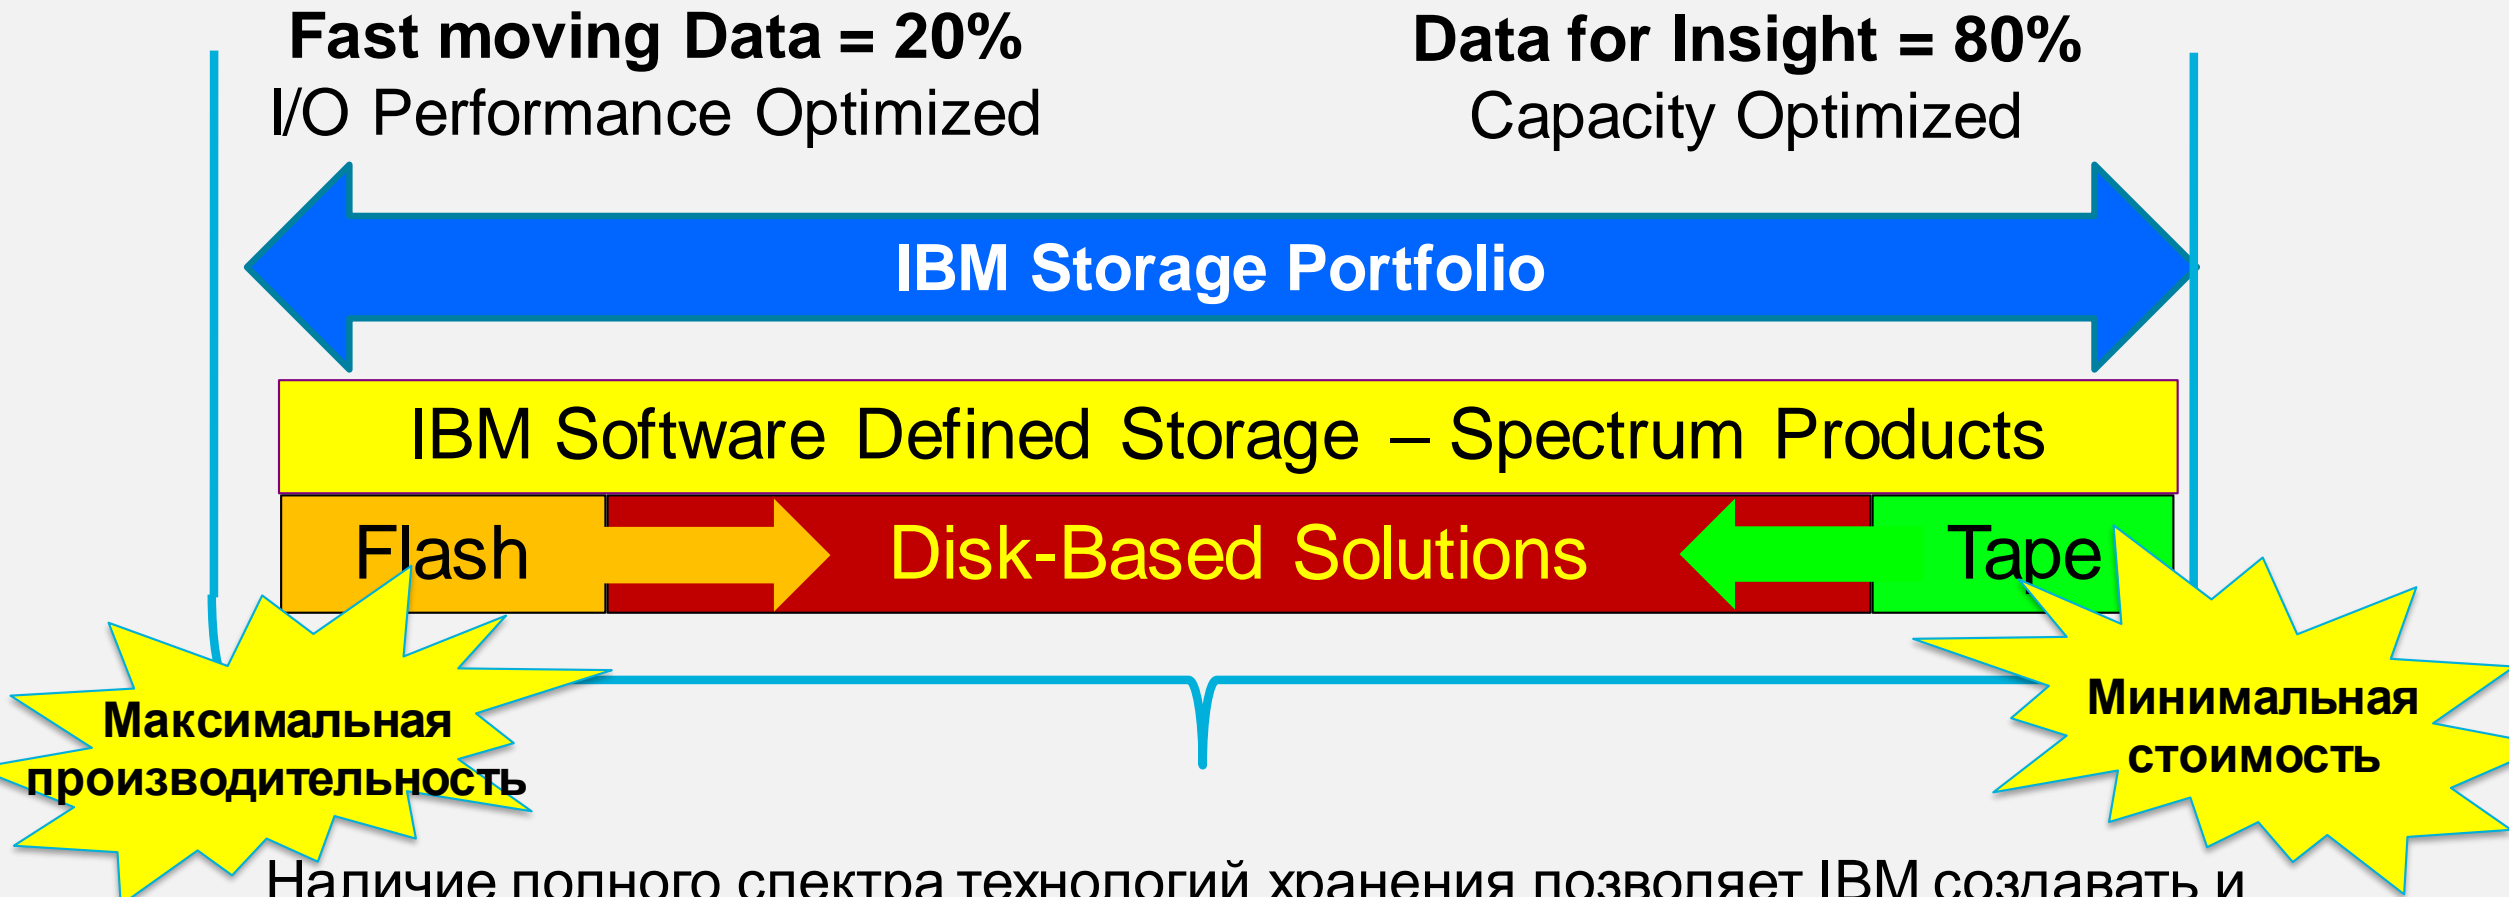 Fast moving Data = 20%
I/O Performance Optimized
Data for Insight = 80%
Capacity Optimized
IBM Storage Portfolio
IBM Software Defined Storage – Spectrum Products
Flash
Disk-Based Solutions
Tape
Максимальная
производительность
Минимальная
стоимость
Наличие полного спектра технологий хранения позволяет IBM создавать и